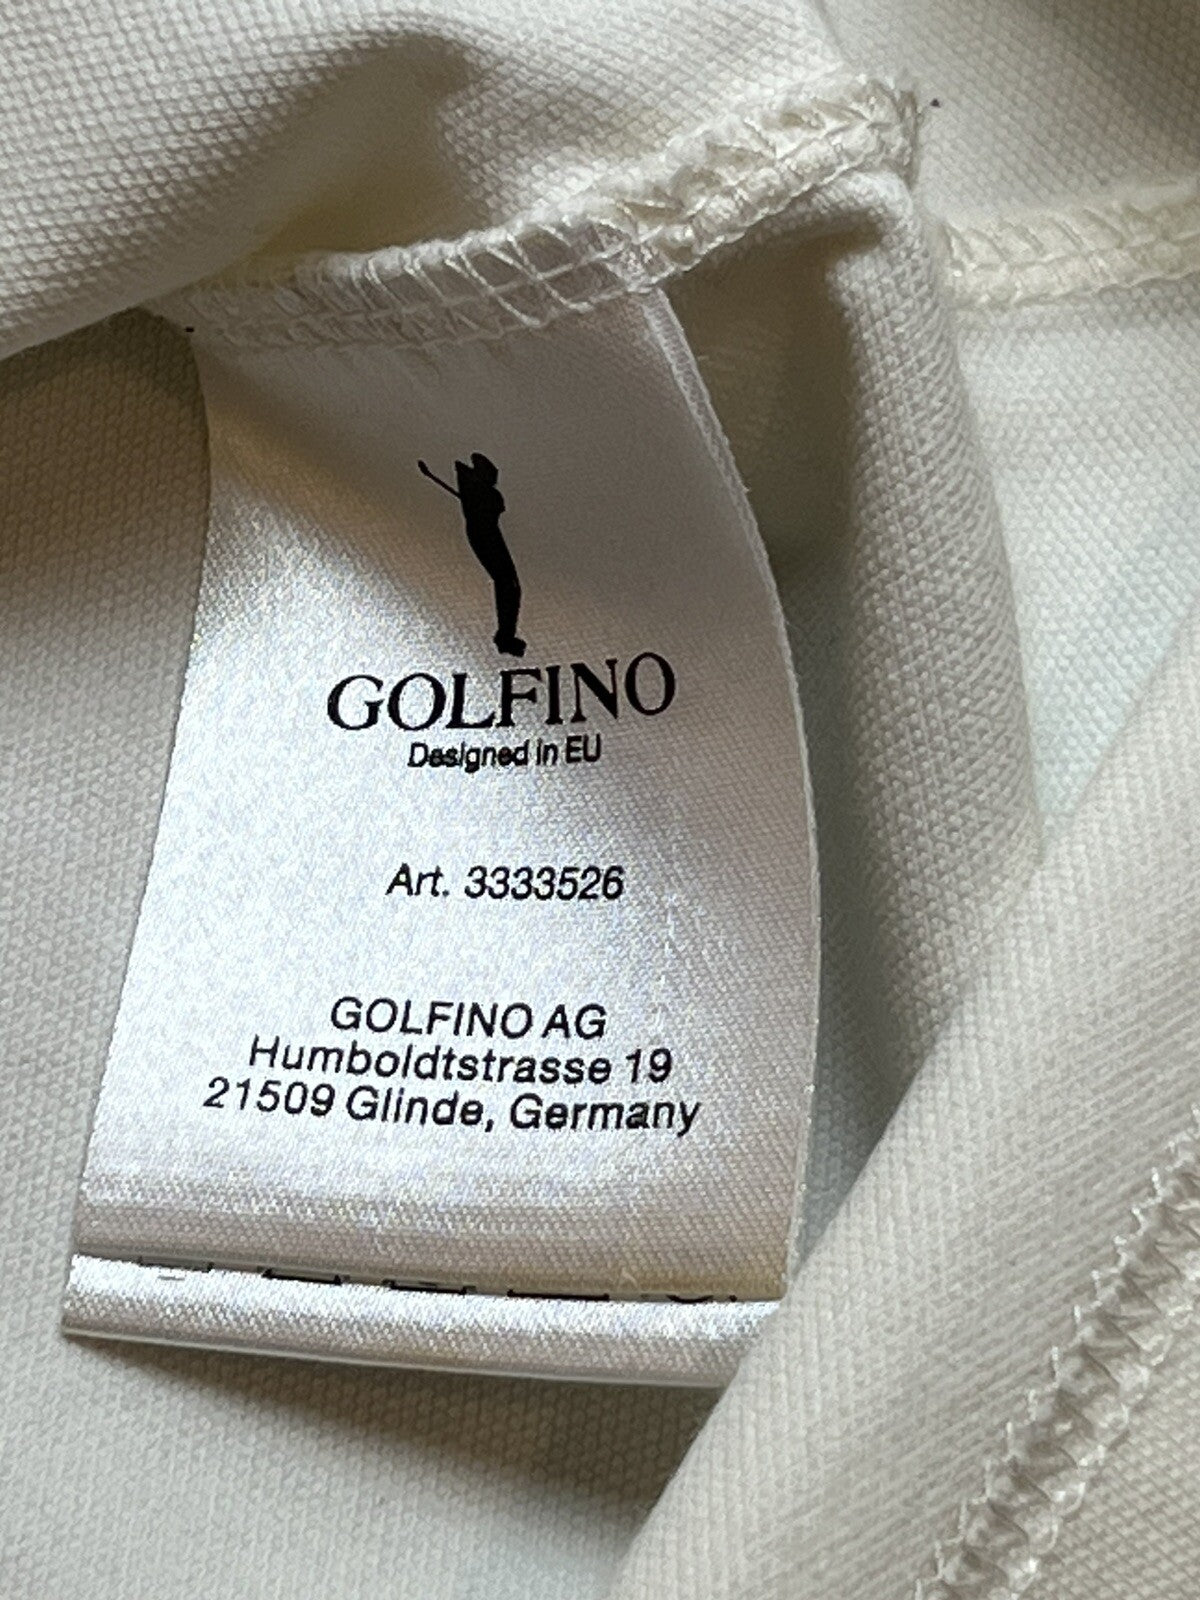 GOLFINO
Designed in EU
Art. 3333526
GOLFINO AG
Humboldtstrasse 19
21509 Glinde, Germany